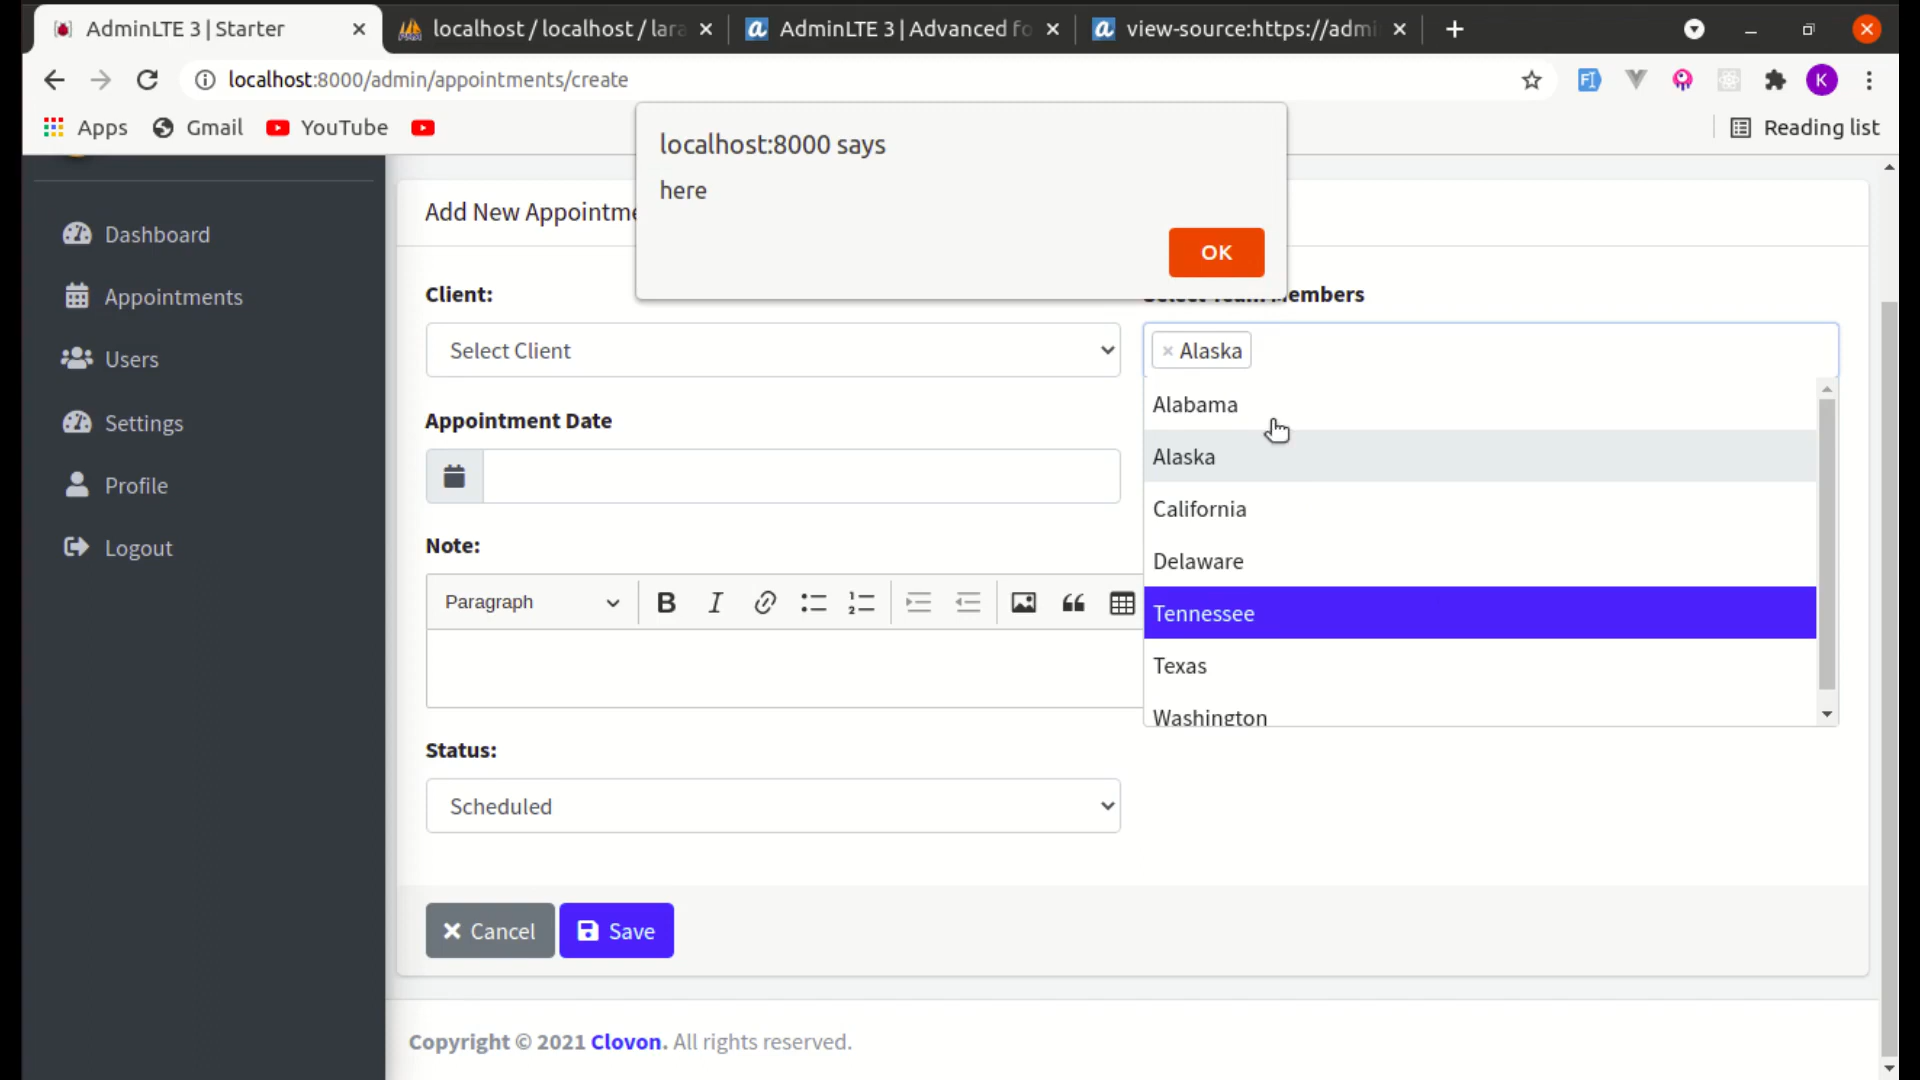 AdminLTE 3 | Starter
localhost / localhost / lara
AdminLTE 3 | Advanced fo
view-source:https://admi
localhost:8000/admin/appointments/create
K
Apps
Gmail
YouTube
Reading list
localhost:8000 says
here
OK
Dashboard
Appointments
Users
Settings
Profile
Logout
Add New Appointme
Client:
Select Client
Members
× Alaska
Alabama
Alaska
California
Delaware
Tennessee
Texas
Washington
Appointment Date
Note:
Paragraph
Status:
Scheduled
Cancel
Save
Copyright © 2021 Clovon. All rights reserved.